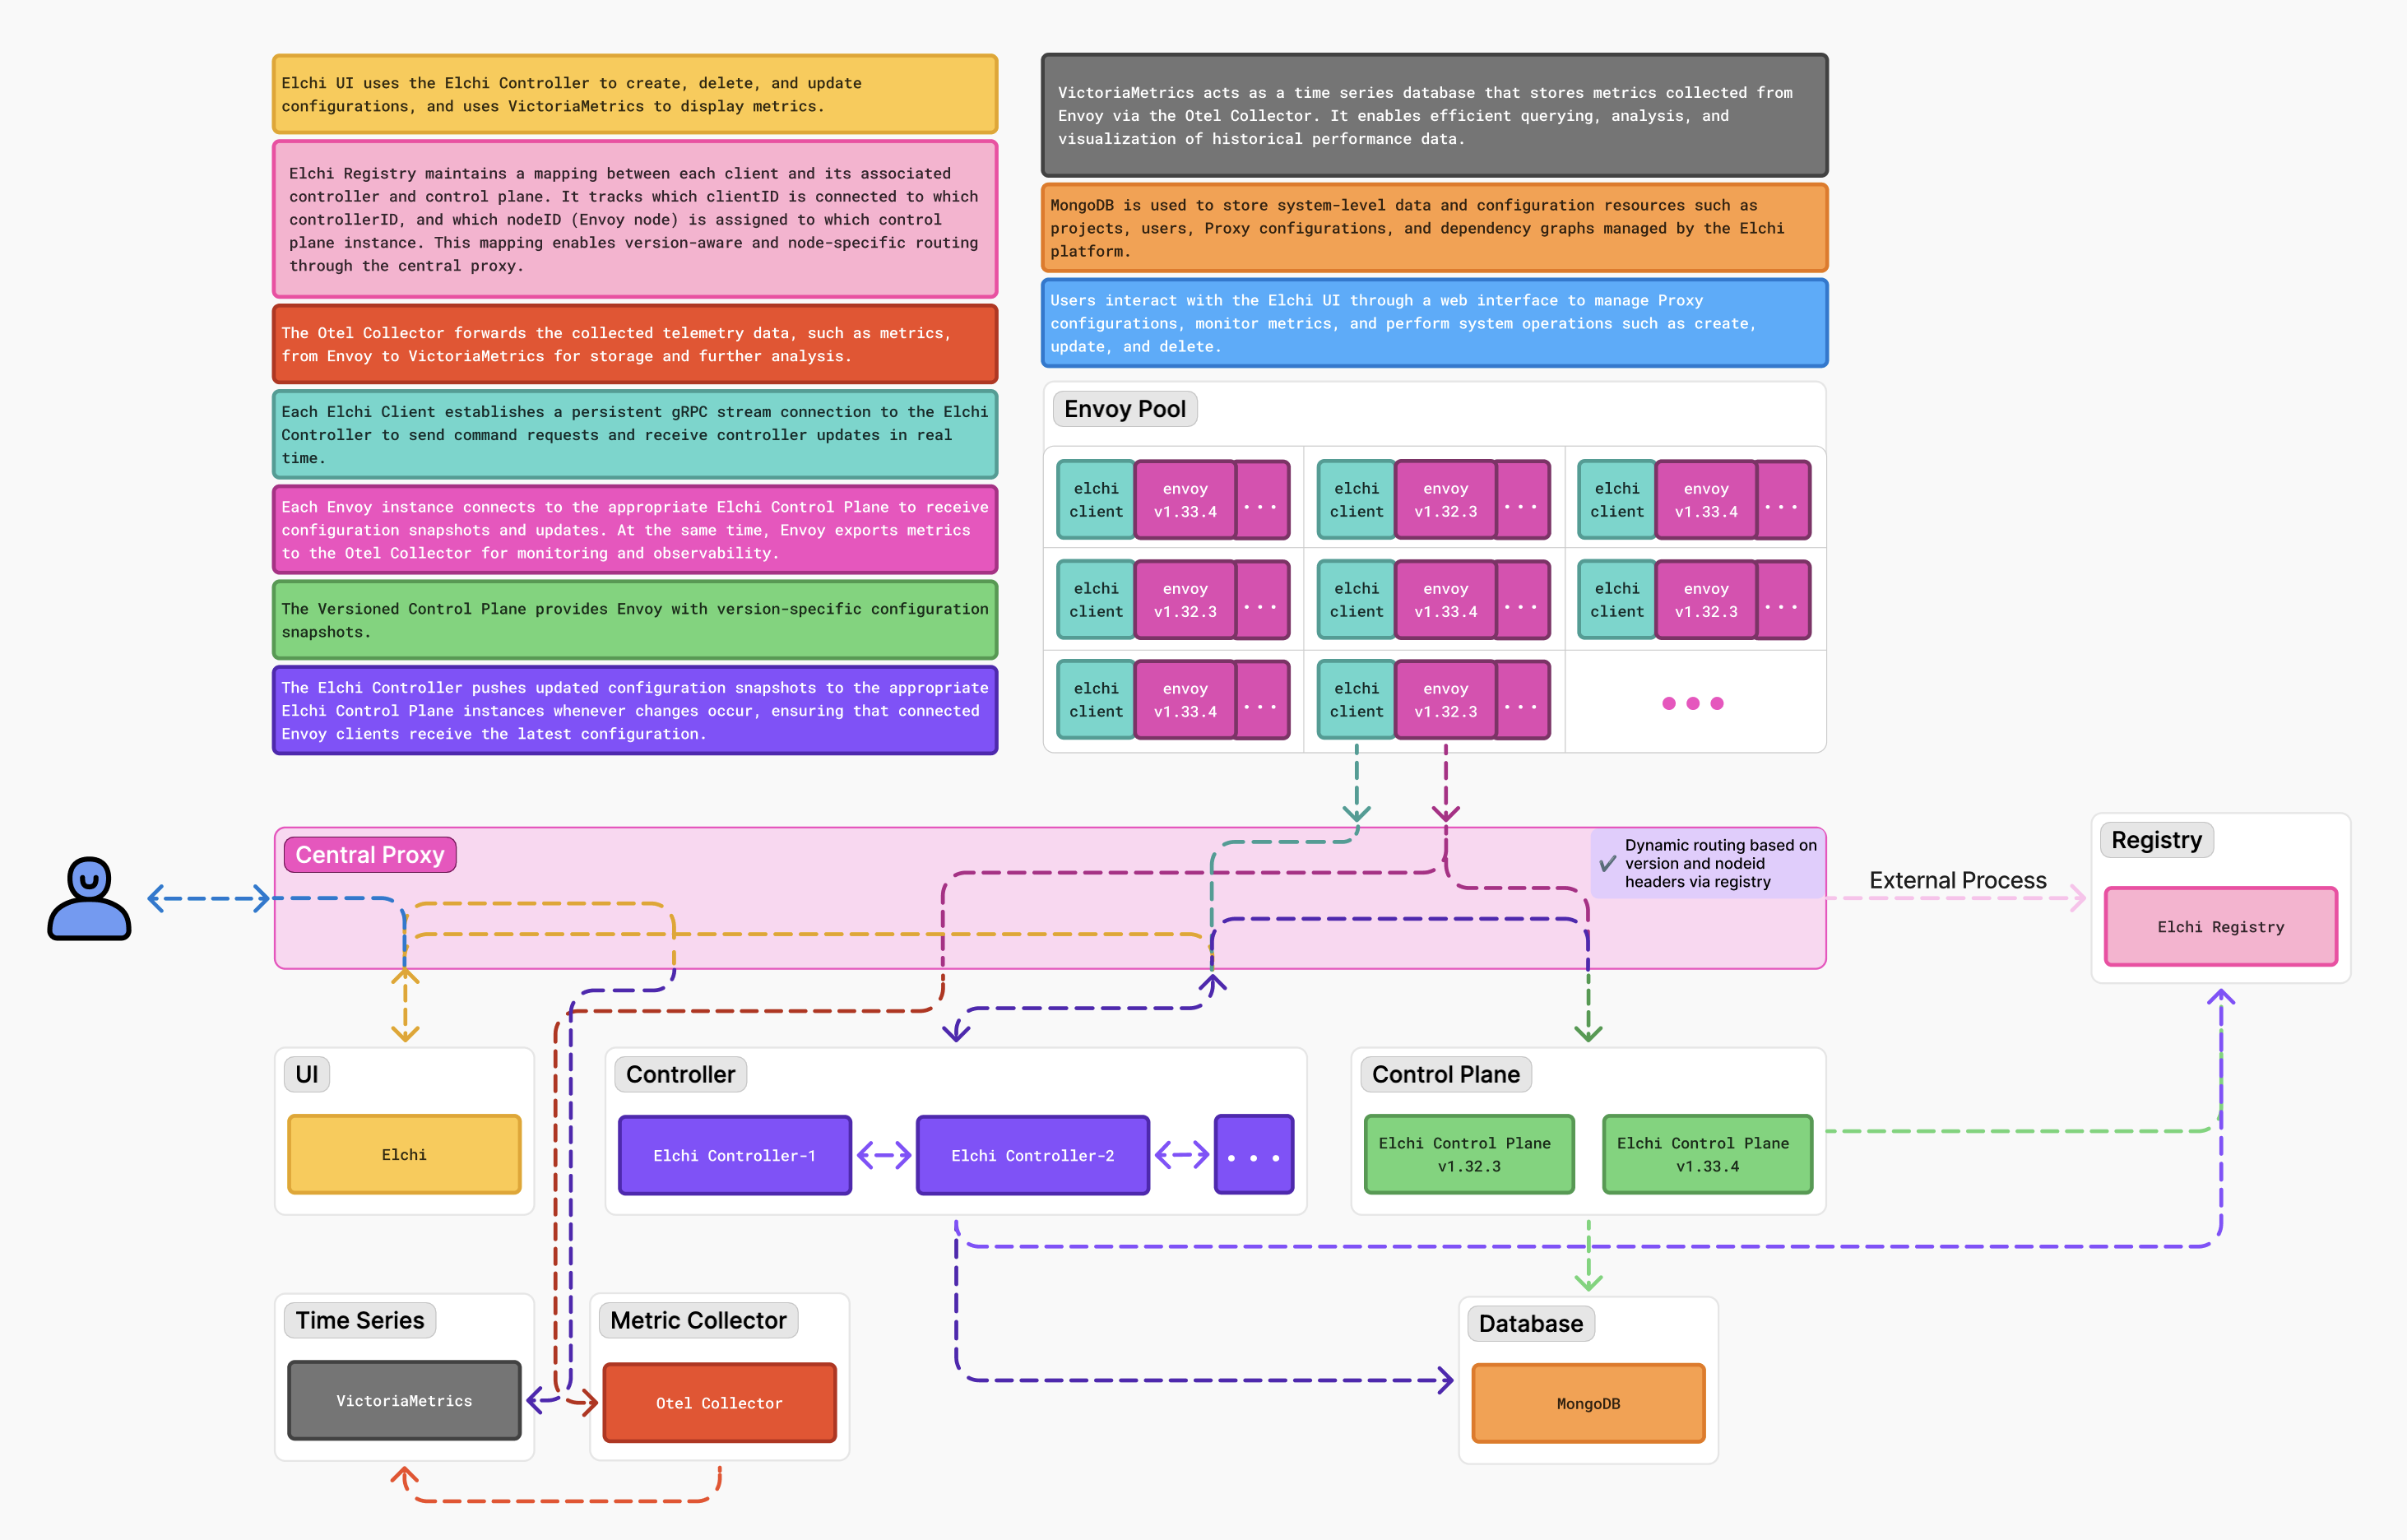 Elchi UI uses the Elchi Controller to create, delete, and update
configurations, and uses VictoriaMetrics to display metrics.
Elchi Registry maintains a mapping between each client and its associated
controller and control plane. It tracks which clientID is connected to which
controllerID, and which nodeID (Envoy node) is assigned to which control
plane instance. This mapping enables version-aware and node-specific routing
through the central proxy.
The Otel Collector forwards the collected telemetry data, such as metrics,
from Envoy to VictoriaMetrics for storage and further analysis.
Each Elchi Client establishes a persistent gRPC stream connection to the Elchi
Controller to send command requests and receive controller updates in real
time.
Each Envoy instance connects to the appropriate Elchi Control Plane to receive
configuration snapshots and updates. At the same time, Envoy exports metrics
to the Otel Collector for monitoring and observability.
The Versioned Control Plane provides Envoy with version-specific configuration
snapshots.
The Elchi Controller pushes updated configuration snapshots to the appropriate
Elchi Control Plane instances whenever changes occur, ensuring that connected
Envoy clients receive the latest configuration.
VictoriaMetrics acts as a time series database that stores metrics collected from
Envoy via the Otel Collector. It enables efficient querying, analysis, and
visualization of historical performance data.
MongoDB is used to store system-level data and configuration resources such as
projects, users, Proxy configurations, and dependency graphs managed by the Elchi
platform.
Users interact with the Elchi UI through a web interface to manage Proxy
configurations, monitor metrics, and perform system operations such as create,
update, and delete.
Envoy Pool
elchi
client
envoy
v1.33.4
...
elchi
client
envoy
v1.32.3
...
elchi
client
envoy
v1.33.4
...
elchi
client
envoy
v1.32.3
...
elchi
client
envoy
v1.33.4
...
elchi
client
envoy
v1.32.3
...
elchi
client
envoy
v1.33.4
...
elchi
client
envoy
v1.32.3
...
Central Proxy
Dynamic routing based on
version and nodeid
headers via registry
External Process
Registry
Elchi Registry
UI
Elchi
Controller
Elchi Controller-1
Elchi Controller-2
...
Control Plane
Elchi Control Plane
v1.32.3
Elchi Control Plane
v1.33.4
Time Series
VictoriaMetrics
Metric Collector
Otel Collector
Database
MongoDB